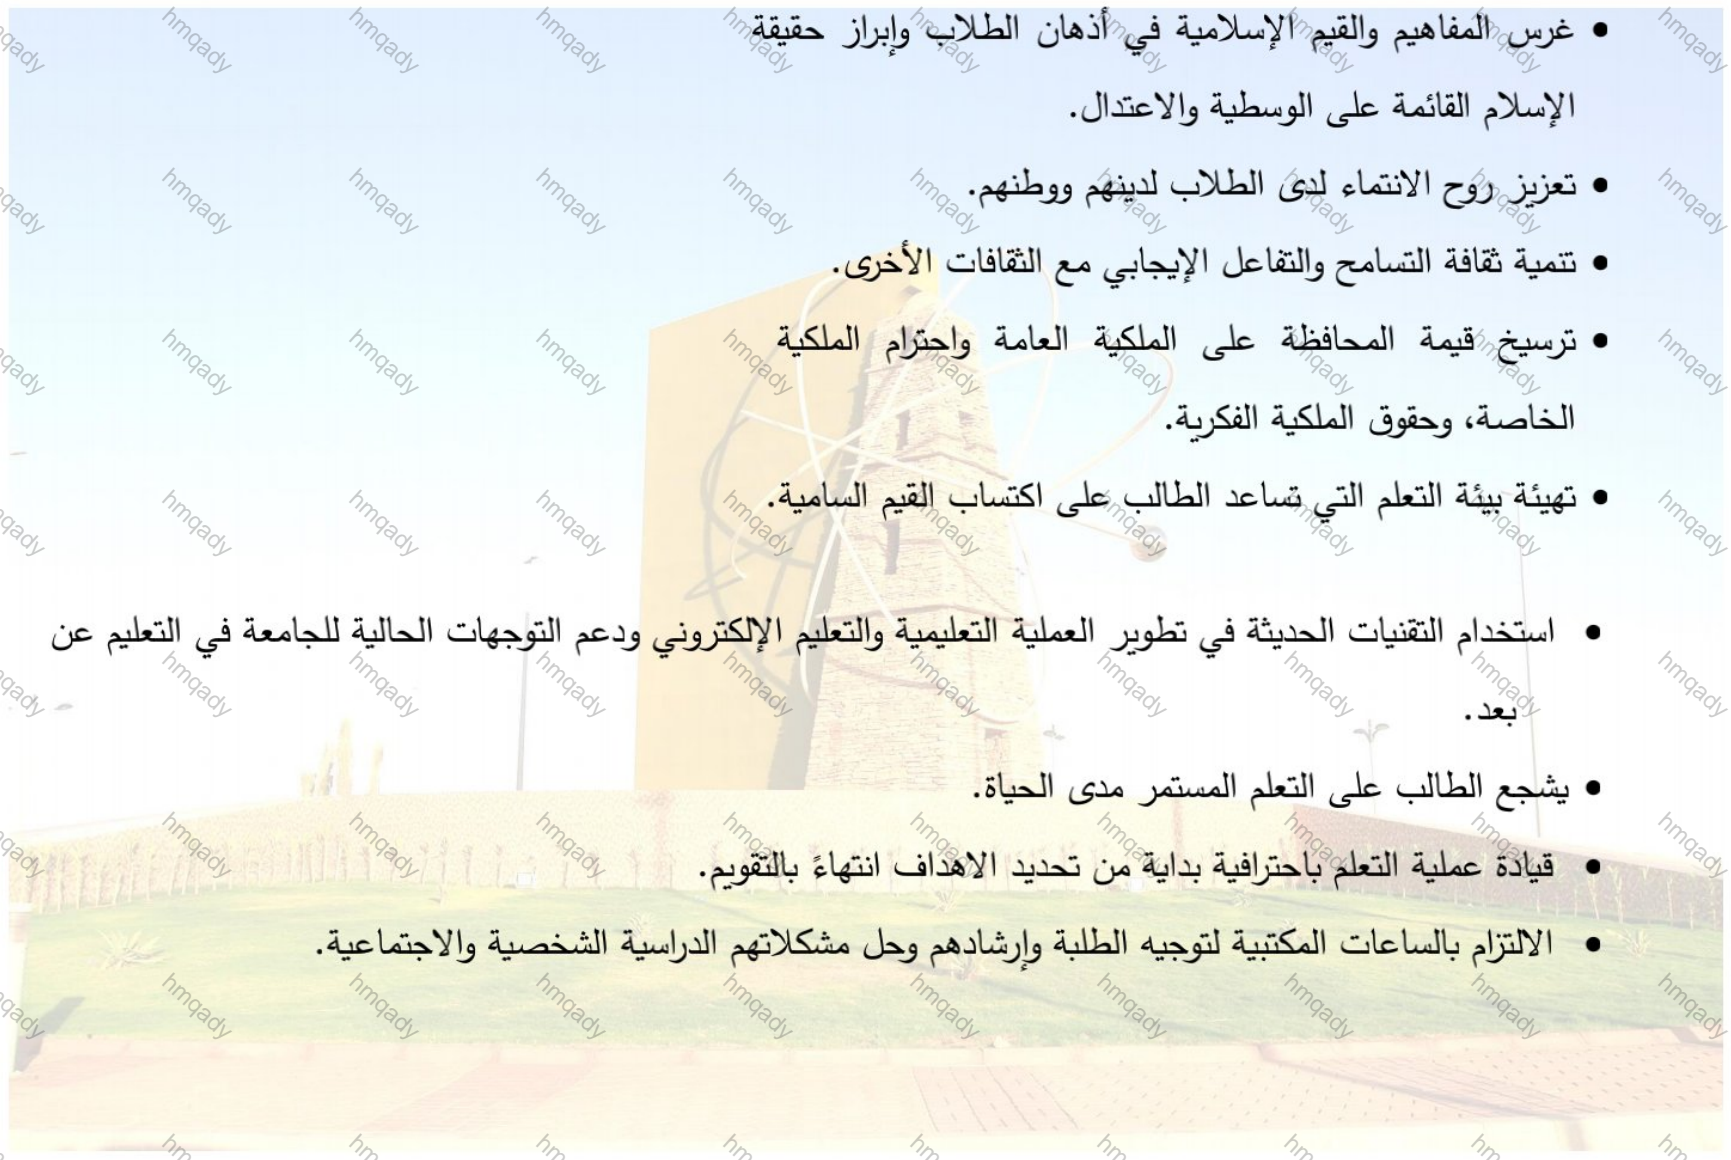 • غرس المفاهيم والقيم الإسلامية في أذهان الطلاب وإبراز حقيقة
الإسلام القائمة على الوسطية والاعتدال.
• تعزيز روح الانتماء لدى الطلاب لدينهم ووطنهم.
• تنمية ثقافة التسامح والتفاعل الإيجابي مع الثقافات الأخرى.
• ترسيخ قيمة المحافظة على الملكية العامة واحترام الملكية
الخاصة، وحقوق الملكية الفكرية.
• تهيئة بيئة التعلم التي تساعد الطالب على اكتساب القيم السامية.
• استخدام التقنيات الحديثة في تطوير العملية التعليمية والتعليم الإلكتروني ودعم التوجهات الحالية للجامعة في التعليم عن
بعد.
• يشجع الطالب على التعلم المستمر مدى الحياة.
• قيادة عملية التعلم باحترافية بداية من تحديد الاهداف انتهاءً بالتقويم.
• الالتزام بالساعات المكتبية لتوجيه الطلبة وإرشادهم وحل مشكلاتهم الدراسية الشخصية والاجتماعية.
hmqady